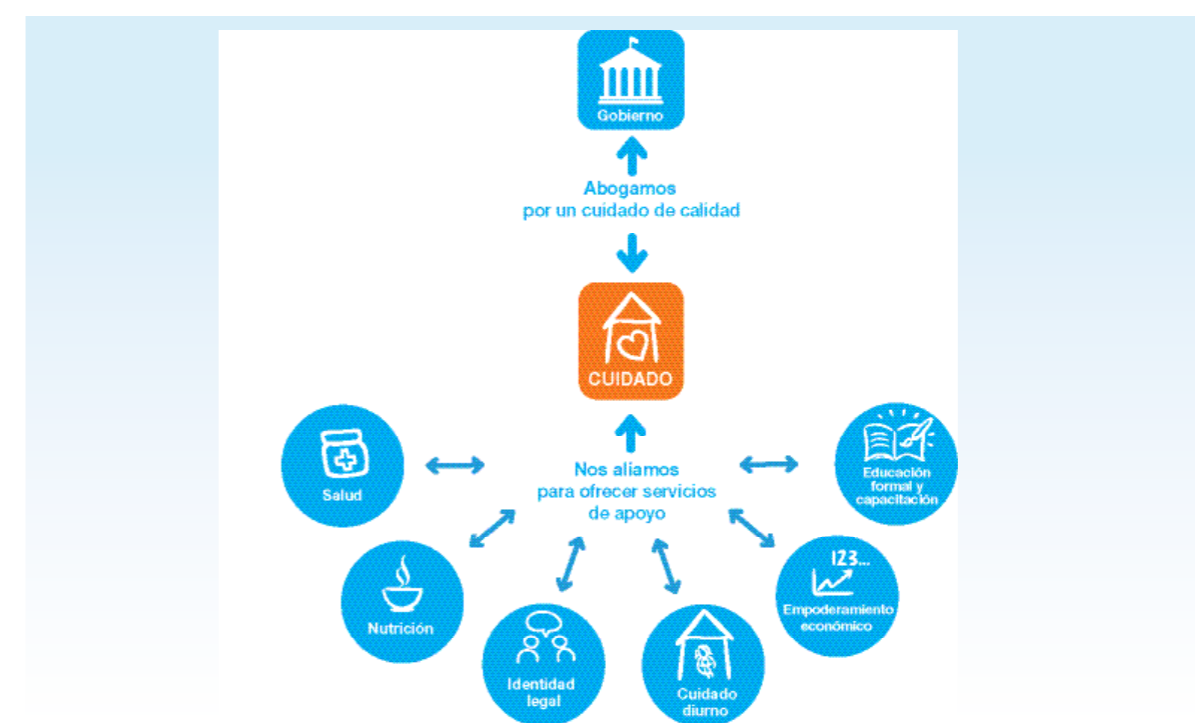 Gobierno
Abogamos
por un cuidado de calidad
CUIDADO
Nos aliamos
para ofrecer servicios
de apoyo
Salud
Nutrición
Identidad
legal
Cuidado
diurno
123...
Empoderamiento
económico
Educación
formal y
capacitación